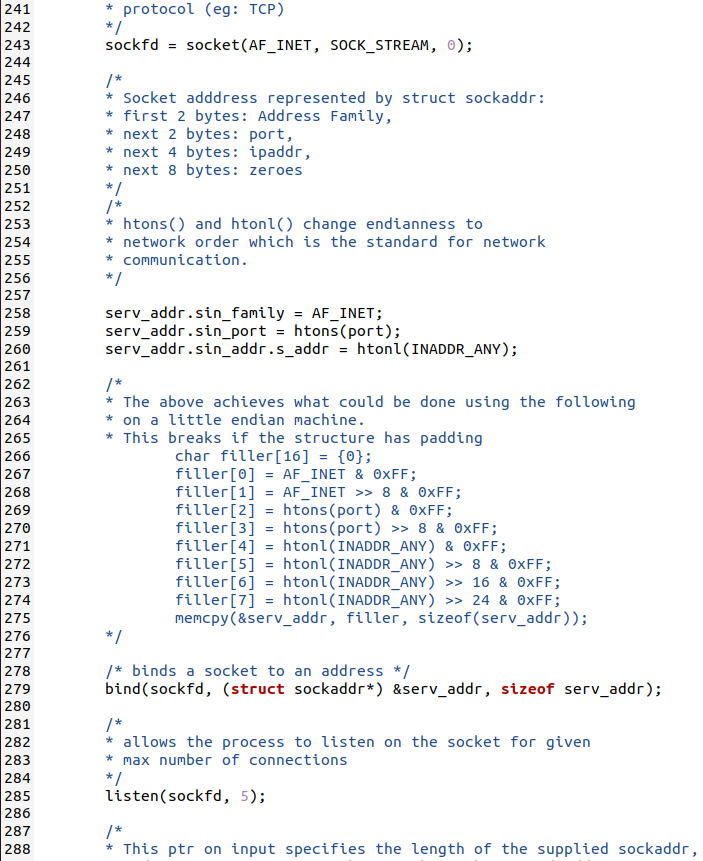 241 * protocol (eg: TCP)
242 */
243 sockfd = socket(AF_INET, SOCK_STREAM, 0);
244
245 /*
246 * Socket adddress represented by struct sockaddr:
247 * first 2 bytes: Address Family,
248 * next 2 bytes: port,
249 * next 4 bytes: ipaddr,
250 * next 8 bytes: zeroes
251 */
252 /*
253 * htons() and htonl() change endianness to
254 * network order which is the standard for network
255 * communication.
256 */
257
258 serv_addr.sin_family = AF_INET;
259 serv_addr.sin_port = htons(port);
260 serv_addr.sin_addr.s_addr = htonl(INADDR_ANY);
261
262 /*
263 * The above achieves what could be done using the following
264 * on a little endian machine.
265 * This breaks if the structure has padding
266 char filler[16] = {0};
267 filler[0] = AF_INET & 0xFF;
268 filler[1] = AF_INET >> 8 & 0xFF;
269 filler[2] = htons(port) & 0xFF;
270 filler[3] = htons(port) >> 8 & 0xFF;
271 filler[4] = htonl(INADDR_ANY) & 0xFF;
272 filler[5] = htonl(INADDR_ANY) >> 8 & 0xFF;
273 filler[6] = htonl(INADDR_ANY) >> 16 & 0xFF;
274 filler[7] = htonl(INADDR_ANY) >> 24 & 0xFF;
275 memcpy(&serv_addr, filler, sizeof(serv_addr));
276 */
277
278 /* binds a socket to an address */
279 bind(sockfd, (struct sockaddr*) &serv_addr, sizeof serv_addr);
280
281 /*
282 * allows the process to listen on the socket for given
283 * max number of connections
284 */
285 listen(sockfd, 5);
286
287 /*
288 * This ptr on input specifies the length of the supplied sockaddr,